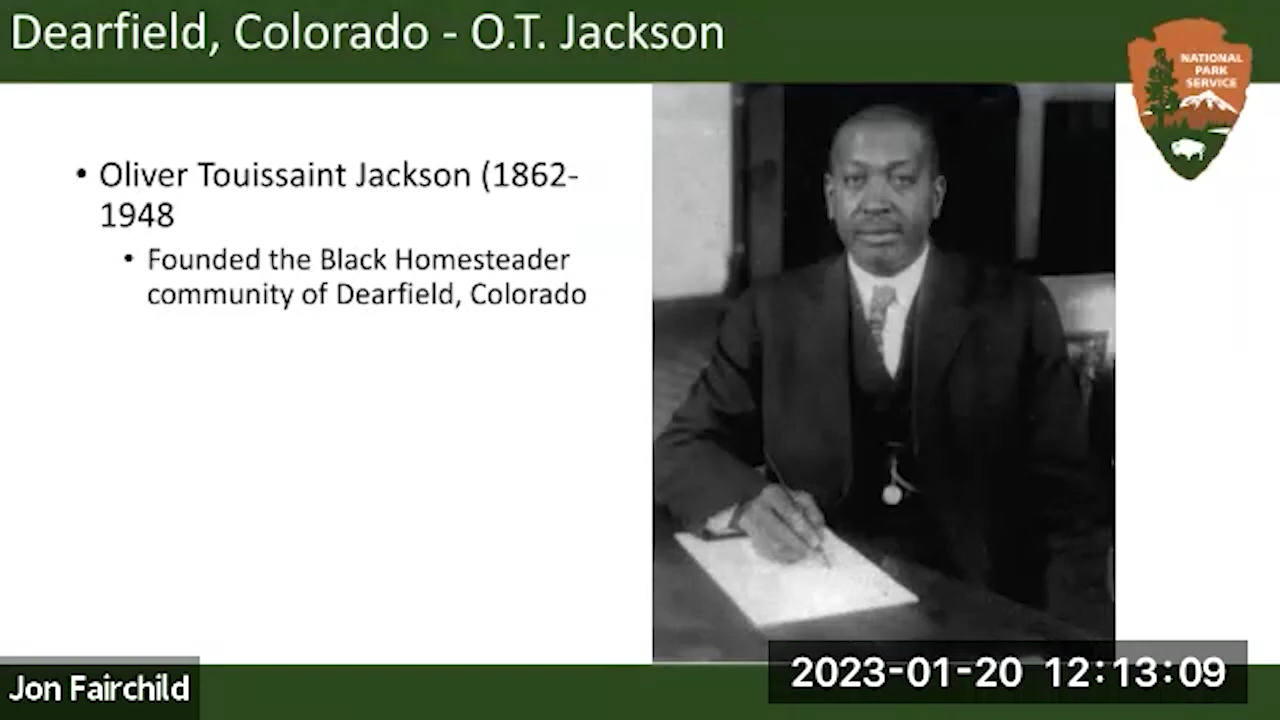 Dearfield, Colorado - O.T. Jackson
NATIONAL
PARK
SERVICE
• Oliver Touissaint Jackson (1862-
1948
• Founded the Black Homesteader
community of Dearfield, Colorado
Jon Fairchild
2023-01-20 12:13:09